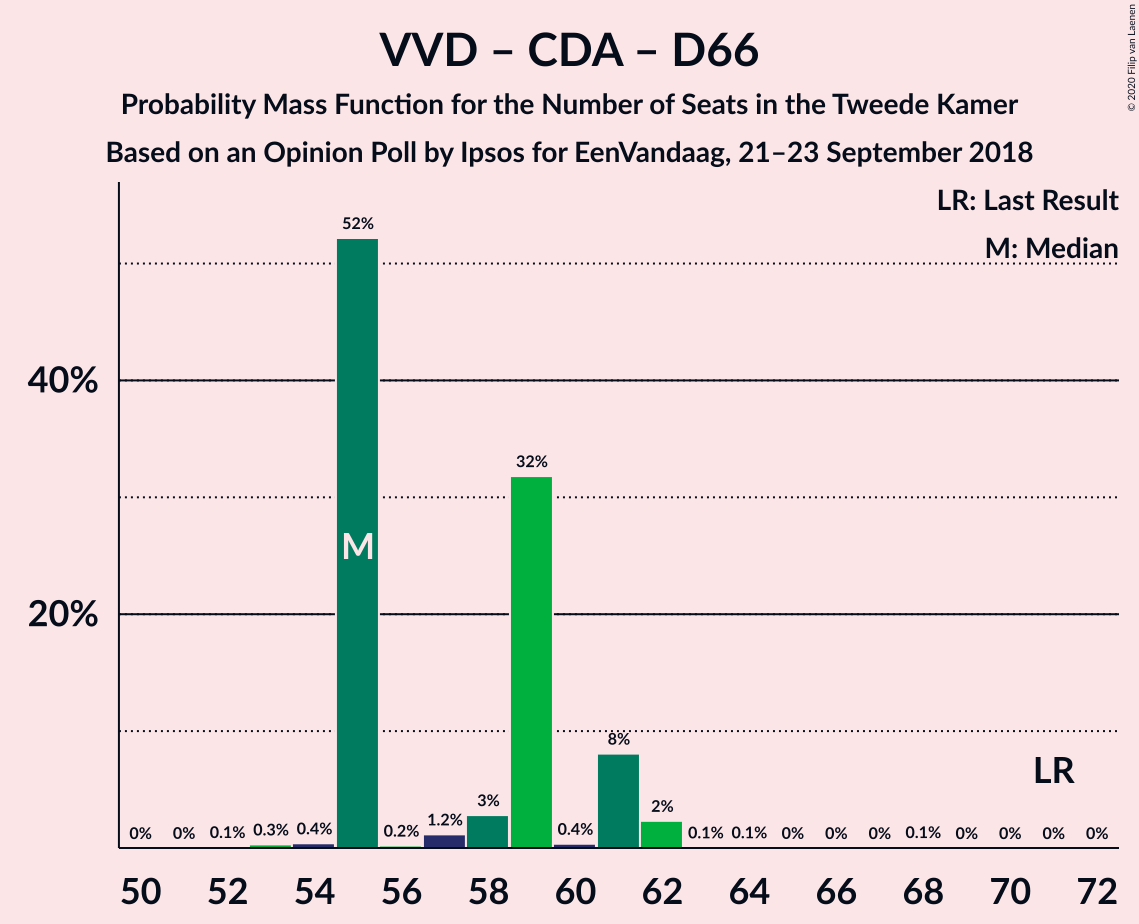 VVD – CDA – D66
Probability Mass Function for the Number of Seats in the Tweede Kamer
Based on an Opinion Poll by Ipsos for EenVandaag, 21–23 September 2018
© 2020 Filip van Laenen
LR: Last Result
M: Median
40%
20%
0% 0% 0.1% 0.3% 0.4% 52% 0.2% 1.2% 3% 32% 0.4% 8% 2% 0.1% 0.1% 0% 0% 0% 0.1% 0% 0% 0% 0%
M
LR
50 52 54 56 58 60 62 64 66 68 70 72